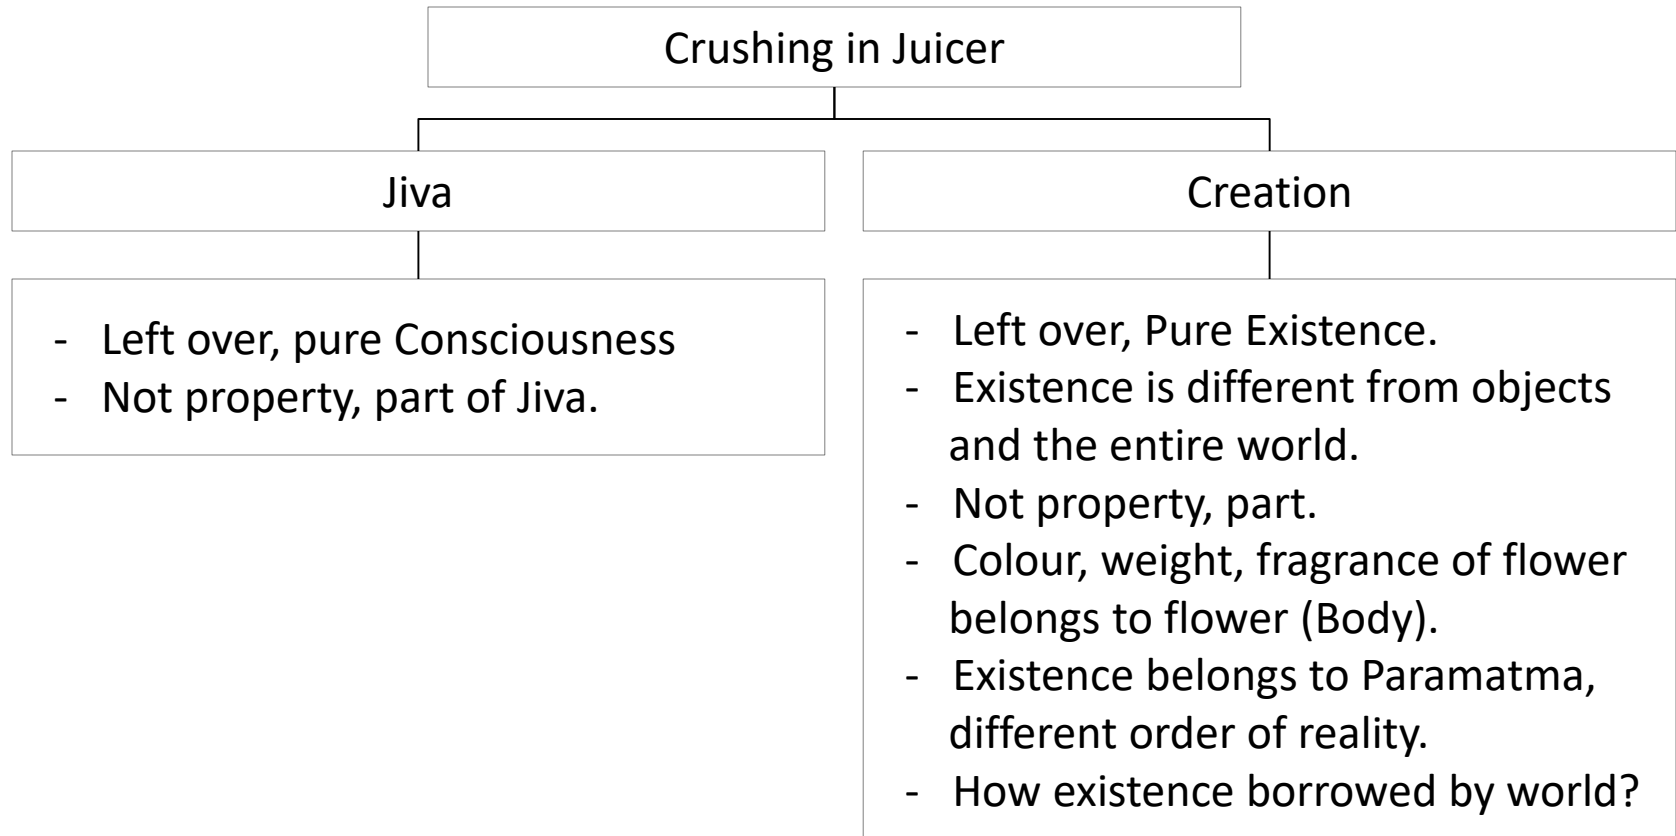 Crushing in Juicer
Jiva
Creation
- Left over, pure Consciousness
- Not property, part of Jiva.
- Left over, Pure Existence.
- Existence is different from objects
and the entire world.
- Not property, part.
- Colour, weight, fragrance of flower
belongs to flower (Body).
- Existence belongs to Paramatma,
different order of reality.
- How existence borrowed by world?